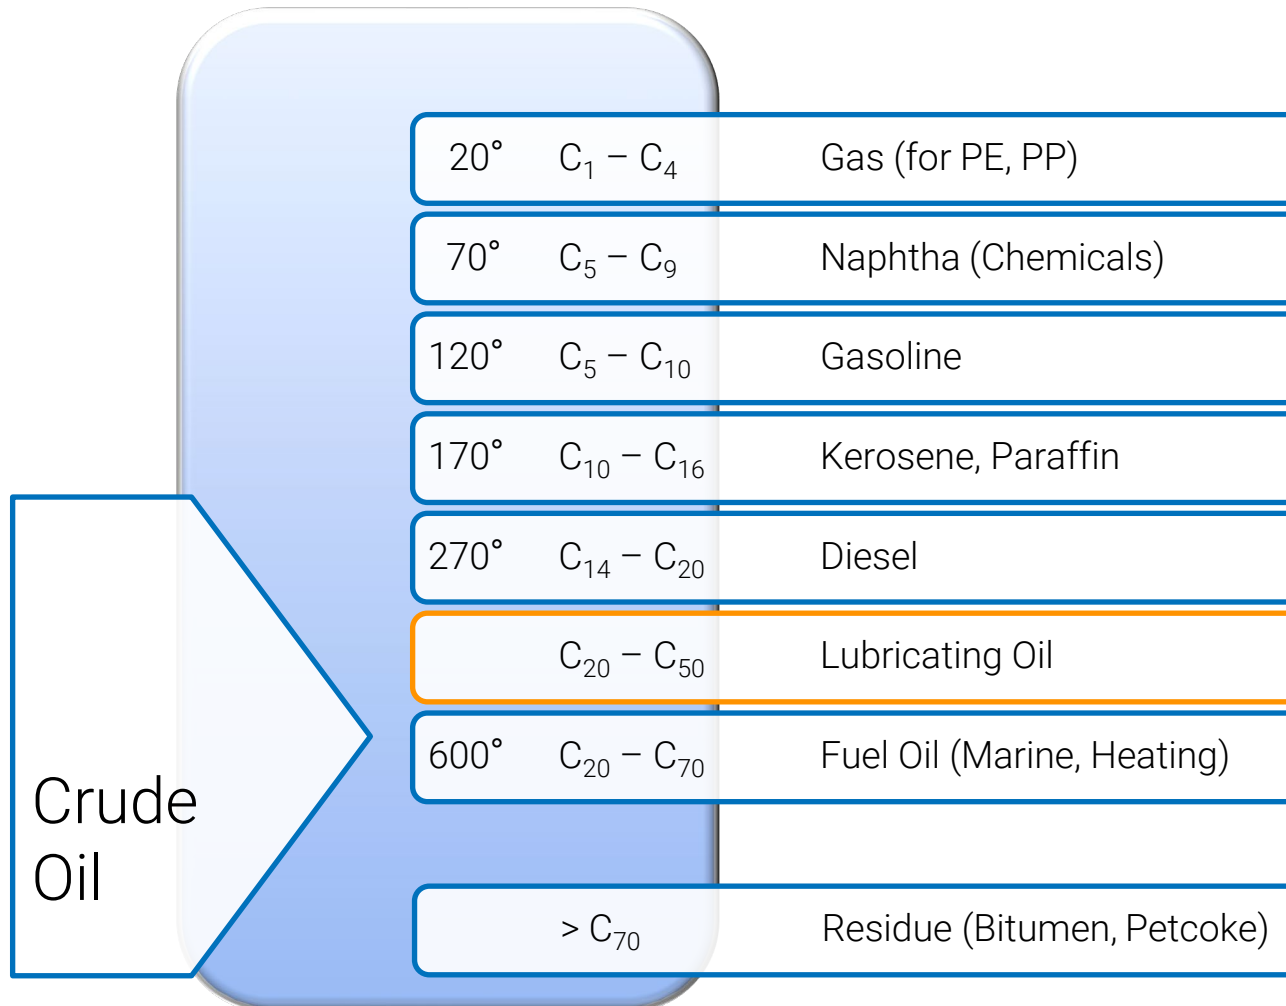 20° C₁ – C₄ Gas (for PE, PP)
70° C₅ – C₉ Naphtha (Chemicals)
120° C₅ – C₁₀ Gasoline
170° C₁₀ – C₁₆ Kerosene, Paraffin
270° C₁₄ – C₂₀ Diesel
C₂₀ – C₅₀ Lubricating Oil
600° C₂₀ – C₇₀ Fuel Oil (Marine, Heating)
> C₇₀ Residue (Bitumen, Petcoke)
Crude
Oil